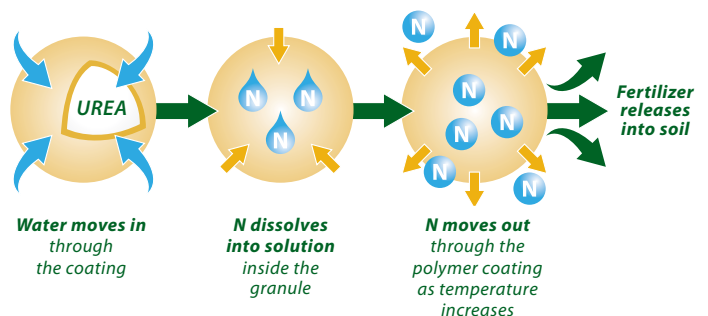 UREA
N
N
N
N
N
N
N
N
N
N
Fertilizer
releases
into soil
Water moves in
through
the coating
N dissolves
into solution
inside the
granule
N moves out
through the
polymer coating
as temperature
increases